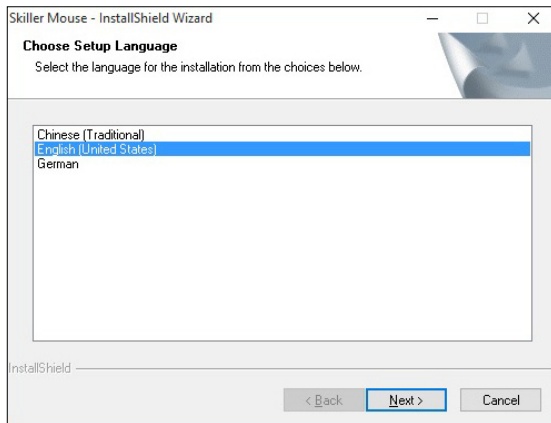 Skiller Mouse - InstallShield Wizard
Choose Setup Language
Select the language for the installation from the choices below.
Chinese (Traditional)
English (United States)
German
InstallShield
< Back
Next >
Cancel